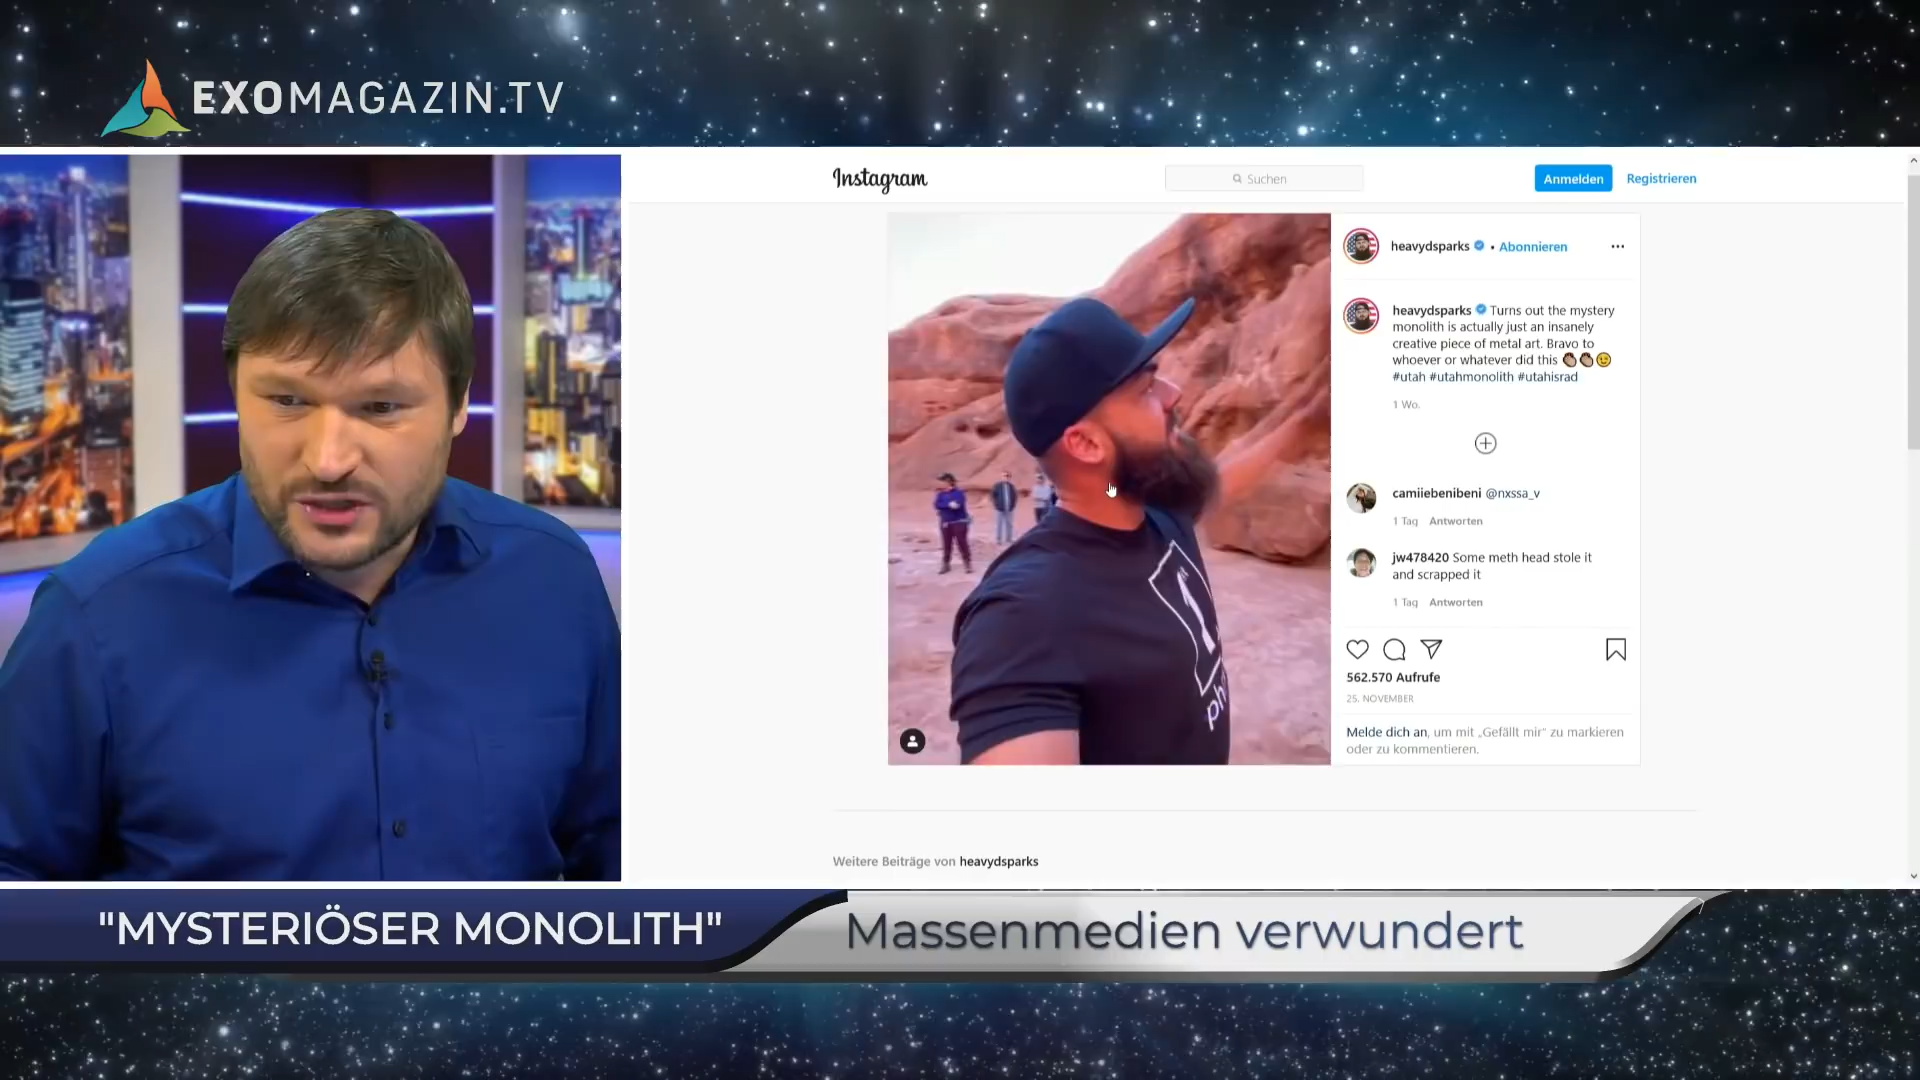 EXOMAGAZIN.TV
Instagram
Suchen
Anmelden
Registrieren
heavydsparks • Abonnieren
heavydsparks Turns out the mystery
monolith is actually just an insanely
creative piece of metal art. Bravo to
whoever or whatever did this 👏🏽👏🏽😉
#utah #utahmonolith #utahisrad
1 Wo.
camiiebenibeni @nxssa_v
1 Tag Antworten
jw478420 Some meth head stole it
and scrapped it
1 Tag Antworten
562.570 Aufrufe
25. NOVEMBER
Melde dich an, um mit „Gefällt mir“ zu markieren
oder zu kommentieren.
Weitere Beiträge von heavydsparks
"MYSTERIÖSER MONOLITH"
Massenmedien verwundert